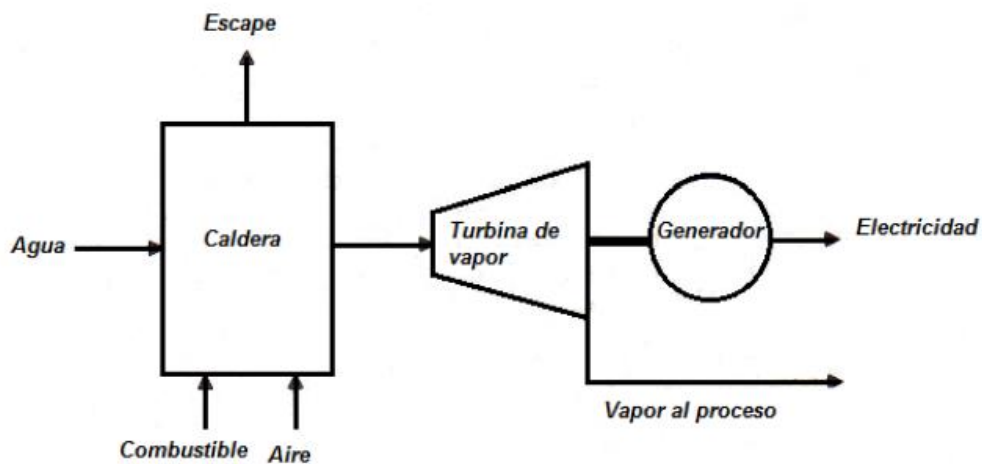 Escape
Agua
Caldera
Turbina de
vapor
Generador
Electricidad
Vapor al proceso
Combustible
Aire